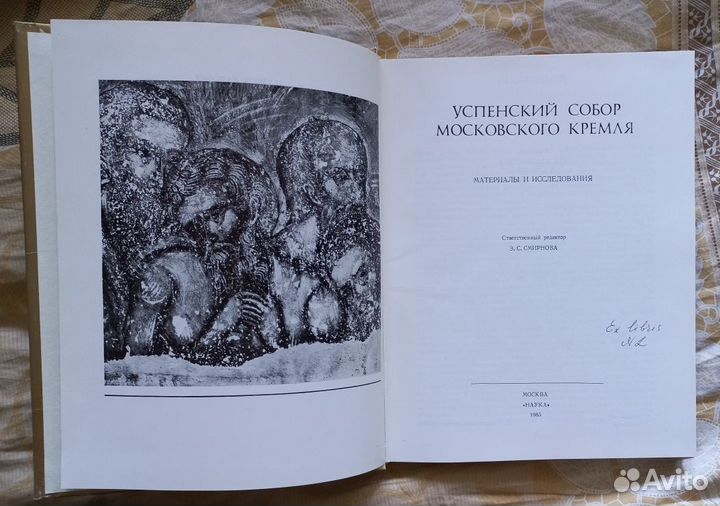 УСПЕНСКИЙ СОБОР
МОСКОВСКОГО КРЕМЛЯ
МАТЕРИАЛЫ И ИССЛЕДОВАНИЯ
Ответственный редактор
Э. С. СМИРНОВА
Ex libris
NL
МОСКВА
«НАУКА»
1985
Avito